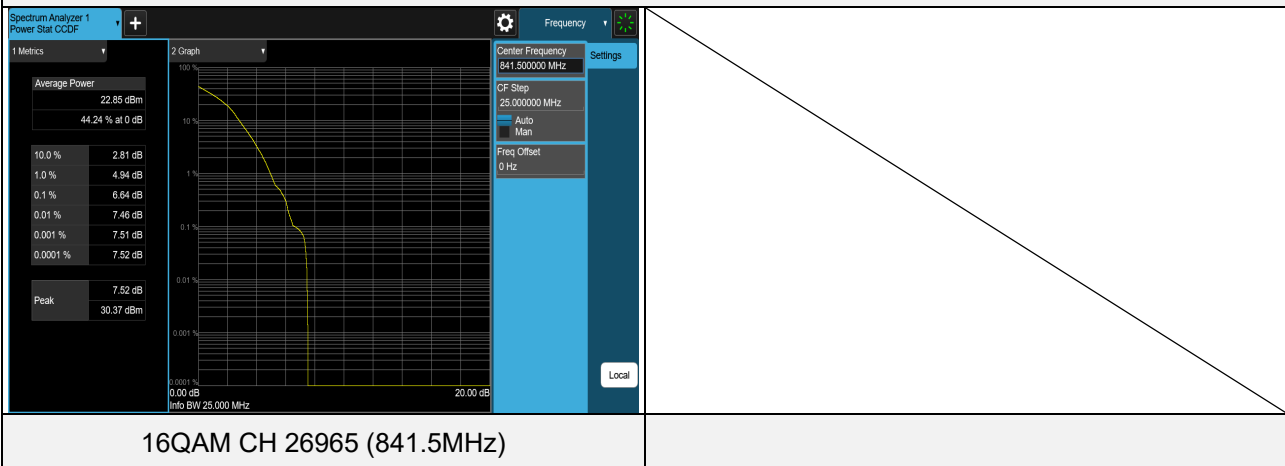 Spectrum Analyzer 1
Power Stat CCDF
+
Frequency
1 Metrics
2 Graph
Settings
Average Power
22.85 dBm
44.24 % at 0 dB
10.0 % 2.81 dB
1.0 % 4.94 dB
0.1 % 6.64 dB
0.01 % 7.46 dB
0.001 % 7.51 dB
0.0001 % 7.52 dB
Peak
7.52 dB
30.37 dBm
100 %
10 %
1 %
0.1 %
0.01 %
0.001 %
0.0001 %
0.00 dB 20.00 dB
Info BW 25.000 MHz
Center Frequency
841.500000 MHz
CF Step
25.000000 MHz
Auto
Man
Freq Offset
0 Hz
Local
16QAM CH 26965 (841.5MHz)